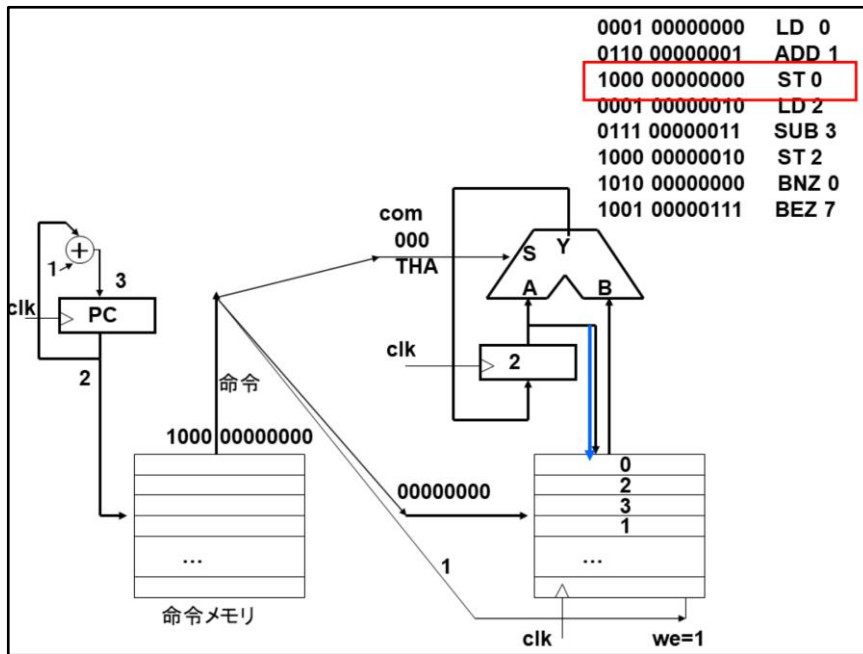 0001 00000000 LD 0
0110 00000001 ADD 1
1000 00000000 ST 0
0001 00000010 LD 2
0111 00000011 SUB 3
1000 00000010 ST 2
1010 00000000 BNZ 0
1001 00000111 BEZ 7
com
000
THA
S Y
A B
+
1
3
clk
PC
2
clk
2
命令
1000 00000000
00000000
0
2
3
1
...
...
1
命令メモリ
clk
we=1